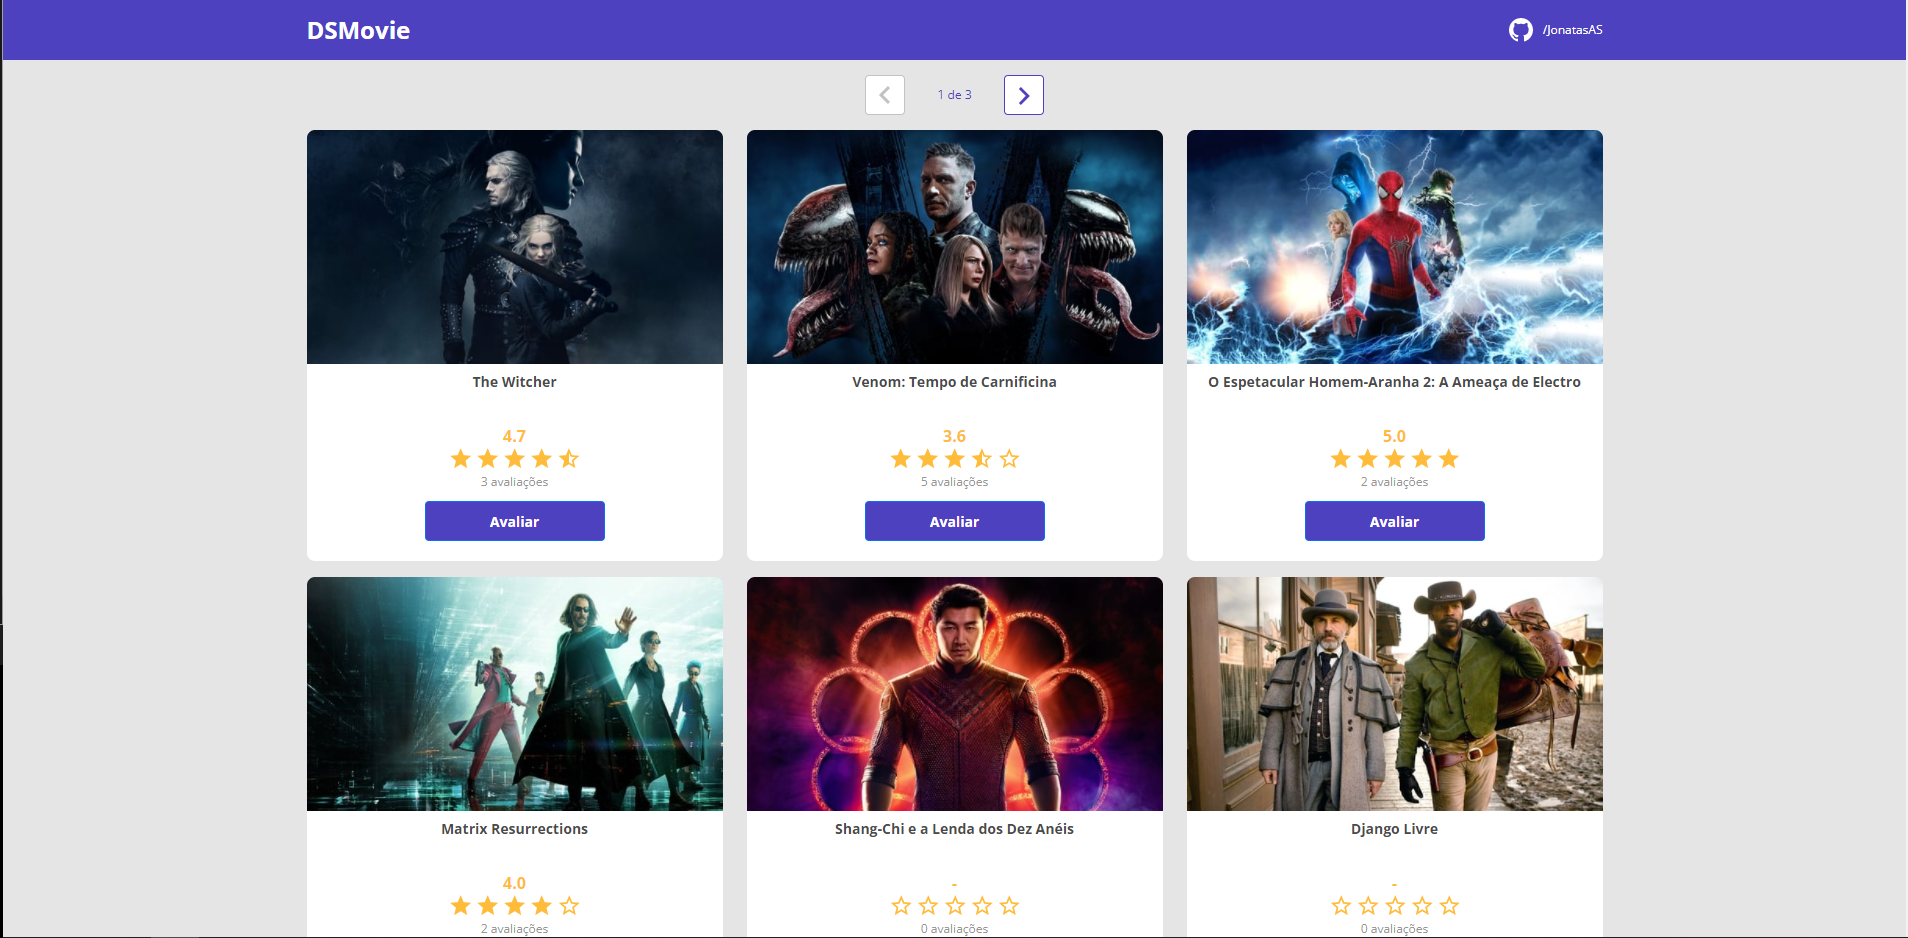 DSMovie
/JonatasAS
1 de 3
The Witcher
4.7
3 avaliações
Avaliar
Venom: Tempo de Carnificina
3.6
5 avaliações
Avaliar
O Espetacular Homem-Aranha 2: A Ameaça de Electro
5.0
2 avaliações
Avaliar
Matrix Resurrections
4.0
2 avaliações
Shang-Chi e a Lenda dos Dez Anéis
-
0 avaliações
Django Livre
-
0 avaliações